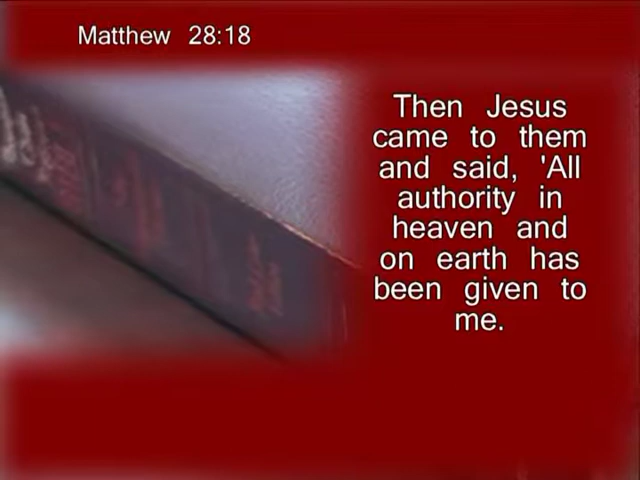 Matthew 28:18
Then Jesus
came to them
and said, 'All
authority in
heaven and
on earth has
been given to
me.